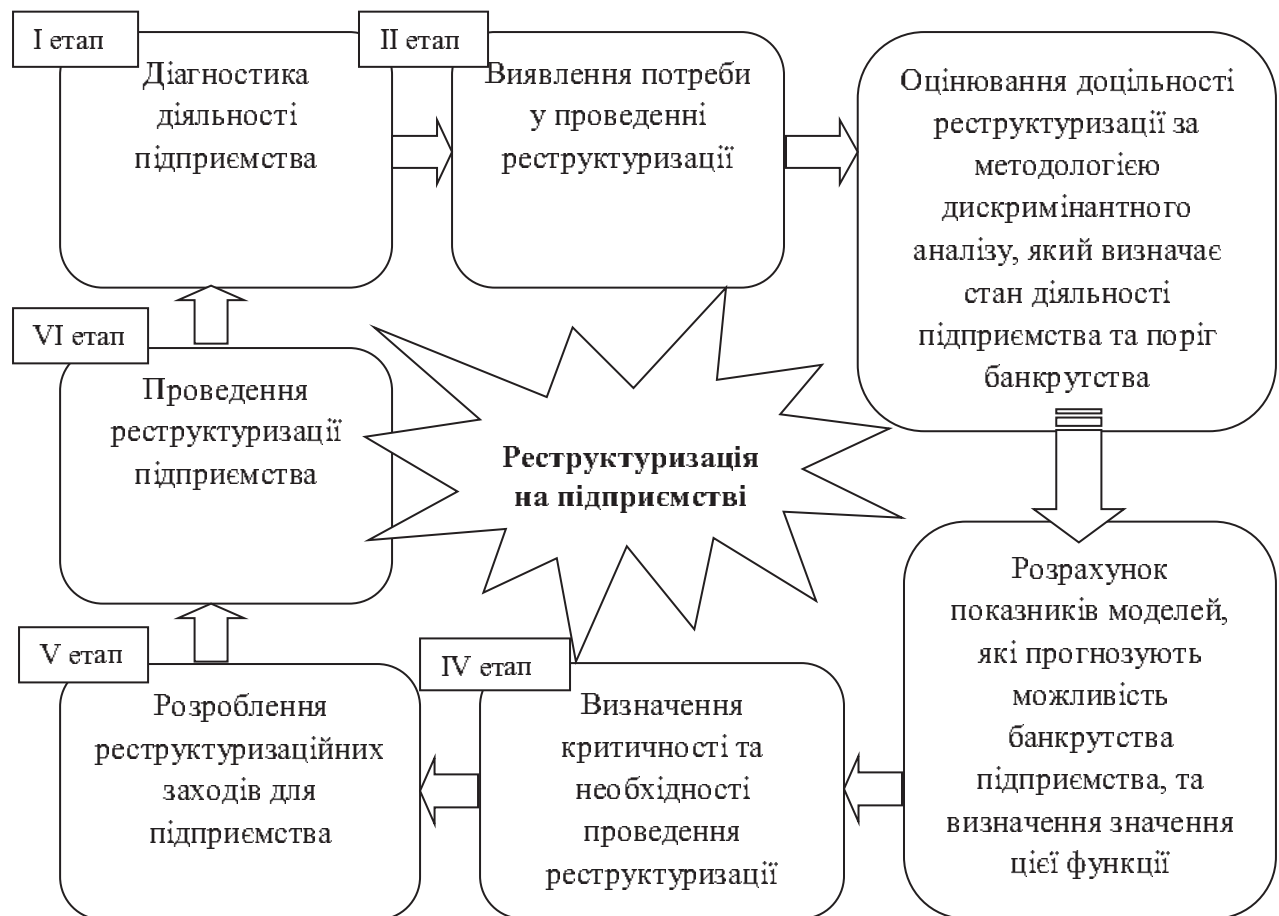 І етап
Діагностика
діяльності
підприємства
ІІ етап
Виявлення потреби
у проведенні
реструктуризації
Оцінювання доцільності
реструктуризації за
методологією
дискримінантного
аналізу, який визначає
стан діяльності
підприємства та поріг
банкрутства
VI етап
Проведення
реструктуризації
підприємства
Реструктуризація
на підприємстві
Розрахунок
показників моделей,
які прогнозують
можливість
банкрутства
підприємства, та
визначення значення
цієї функції
V етап
Розроблення
реструктуризаційних
заходів для
підприємства
IV етап
Визначення
критичності та
необхідності
проведення
реструктуризації